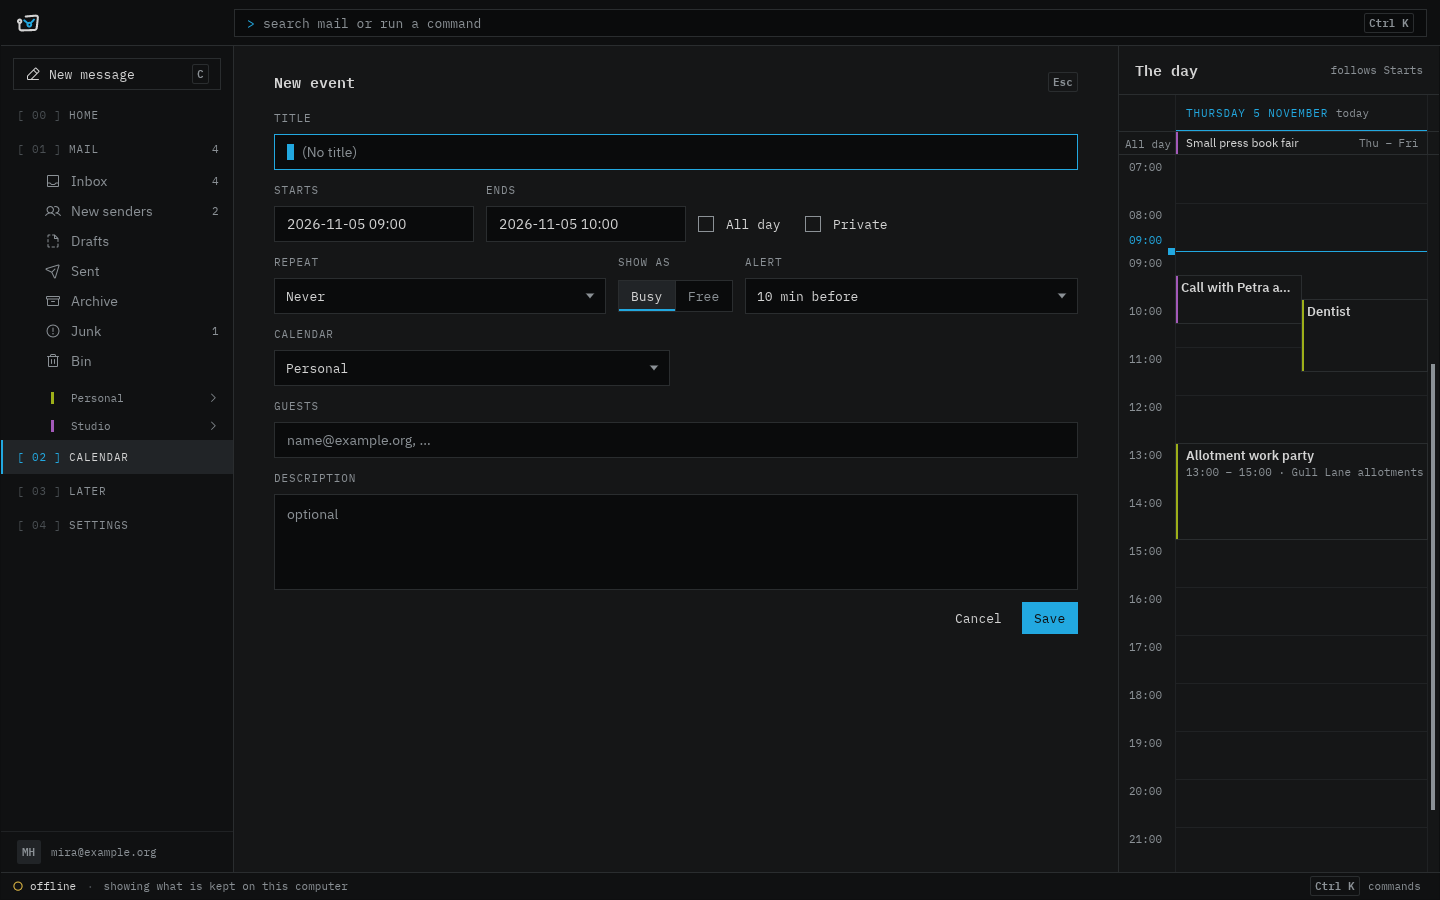 > search mail or run a command Ctrl K
New message C
[ 00 ] HOME
[ 01 ] MAIL 4
Inbox 4
New senders 2
Drafts
Sent
Archive
Junk 1
Bin
Personal
Studio
[ 02 ] CALENDAR
[ 03 ] LATER
[ 04 ] SETTINGS
MH mira@example.org
New event Esc
TITLE
(No title)
STARTS ENDS
2026-11-05 09:00 2026-11-05 10:00 All day Private
REPEAT SHOW AS ALERT
Never Busy Free 10 min before
CALENDAR
Personal
GUESTS
name@example.org, ...
DESCRIPTION
optional
Cancel Save
The day follows Starts
THURSDAY 5 NOVEMBER today
All day Small press book fair Thu – Fri
07:00
08:00
09:00
09:00
Call with Petra a...
10:00 Dentist
11:00
12:00
13:00 Allotment work party
13:00 – 15:00 · Gull Lane allotments
14:00
15:00
16:00
17:00
18:00
19:00
20:00
21:00
offline · showing what is kept on this computer Ctrl K commands